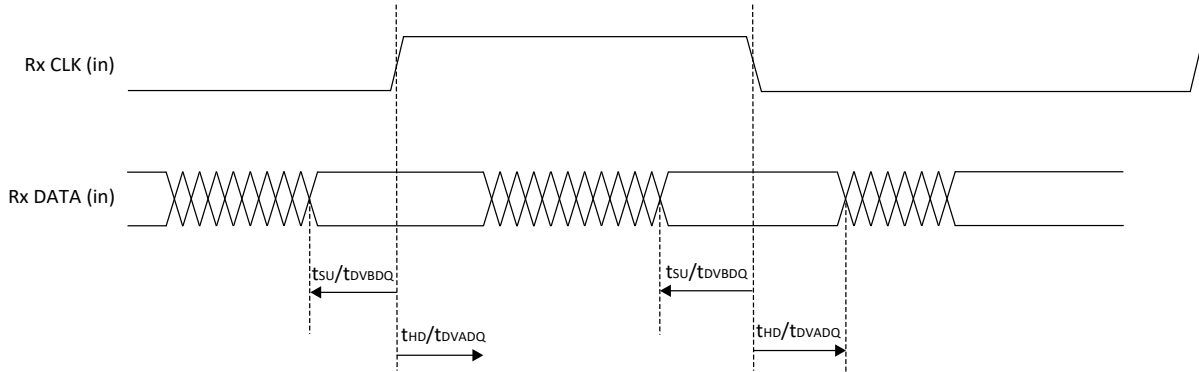 Rx CLK (in)
Rx DATA (in)
tSU/tDVBDQ
tSU/tDVBDQ
tHD/tDVADQ
tHD/tDVADQ